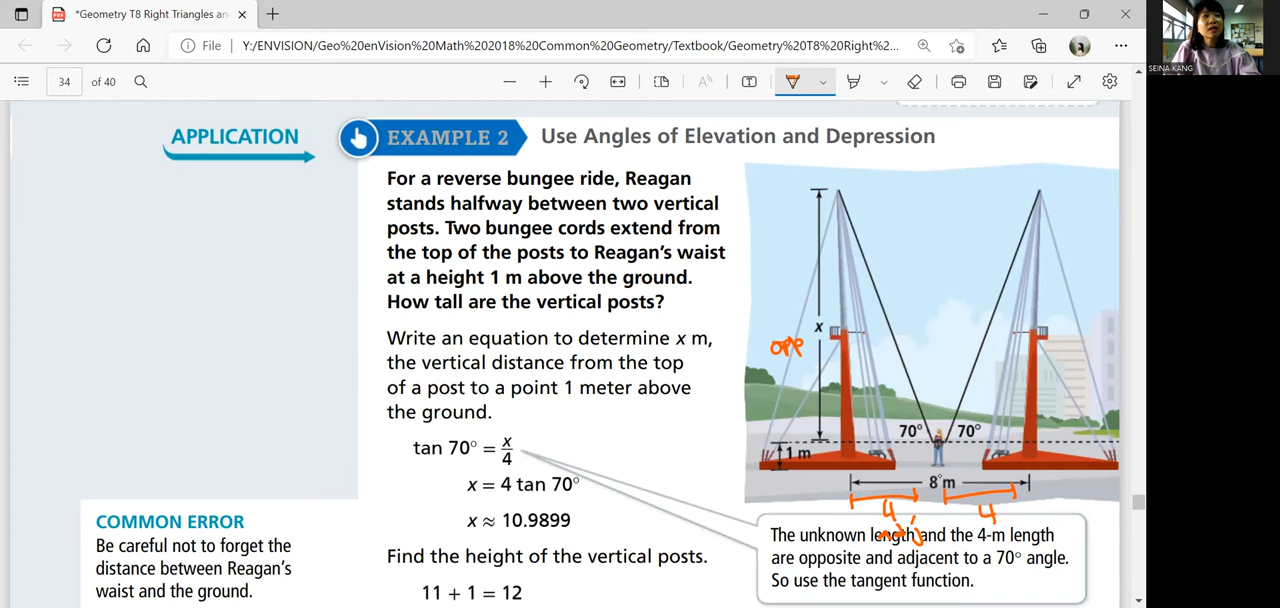 *Geometry T8 Right Triangles an
File
Y:/ENVISION/Geo%20enVision%20Math%202018%20Common%20Geometry/Textbook/Geometry%20T8%20Right%2...
SEINA KANG
34 of 40
APPLICATION
EXAMPLE 2 Use Angles of Elevation and Depression
For a reverse bungee ride, Reagan
stands halfway between two vertical
posts. Two bungee cords extend from
the top of the posts to Reagan's waist
at a height 1 m above the ground.
How tall are the vertical posts?
Write an equation to determine x m,
the vertical distance from the top
of a post to a point 1 meter above
the ground.
tan 70° = x/4
x = 4 tan 70°
x ≈ 10.9899
Find the height of the vertical posts.
11 + 1 = 12
COMMON ERROR
Be careful not to forget the
distance between Reagan's
waist and the ground.
x
opp
70° 70°
1 m
8 m
4 4
adj
The unknown length and the 4-m length
are opposite and adjacent to a 70° angle.
So use the tangent function.